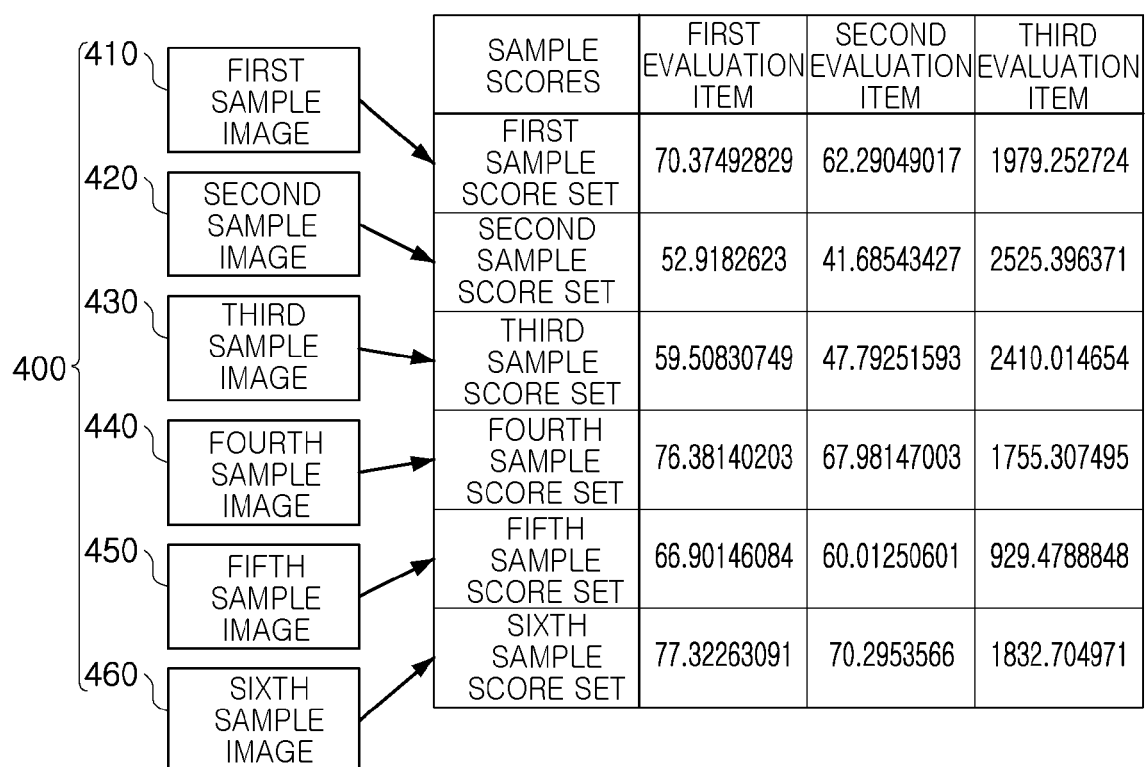 400
410
FIRST
SAMPLE
IMAGE
420
SECOND
SAMPLE
IMAGE
430
THIRD
SAMPLE
IMAGE
440
FOURTH
SAMPLE
IMAGE
450
FIFTH
SAMPLE
IMAGE
460
SIXTH
SAMPLE
IMAGE
SAMPLE
SCORES
FIRST
EVALUATION
ITEM
SECOND
EVALUATION
ITEM
THIRD
EVALUATION
ITEM
FIRST
SAMPLE
SCORE SET
70.37492829
62.29049017
1979.252724
SECOND
SAMPLE
SCORE SET
52.9182623
41.68543427
2525.396371
THIRD
SAMPLE
SCORE SET
59.50830749
47.79251593
2410.014654
FOURTH
SAMPLE
SCORE SET
76.38140203
67.98147003
1755.307495
FIFTH
SAMPLE
SCORE SET
66.90146084
60.01250601
929.4788848
SIXTH
SAMPLE
SCORE SET
77.32263091
70.2953566
1832.704971